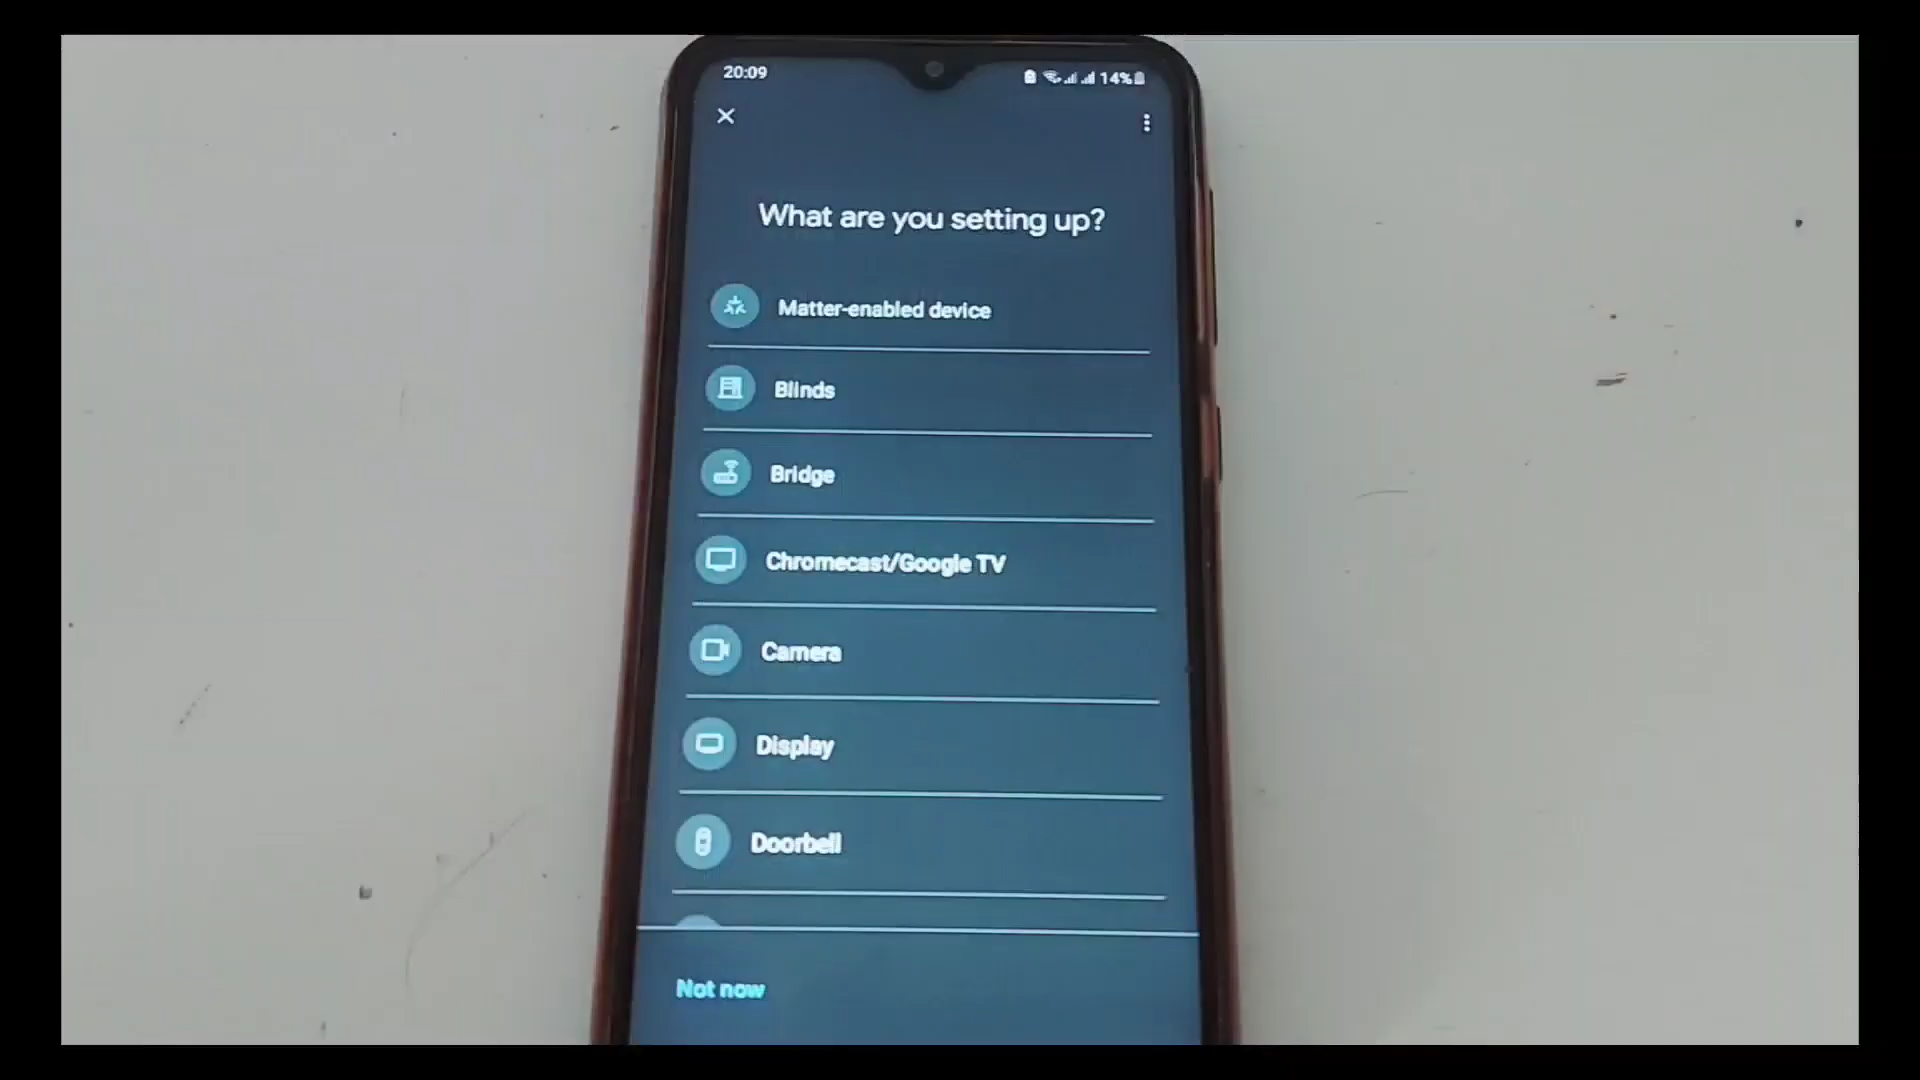 20:09
14%
What are you setting up?
Matter-enabled device
Blinds
Bridge
Chromecast/Google TV
Camera
Display
Doorbell
Not now